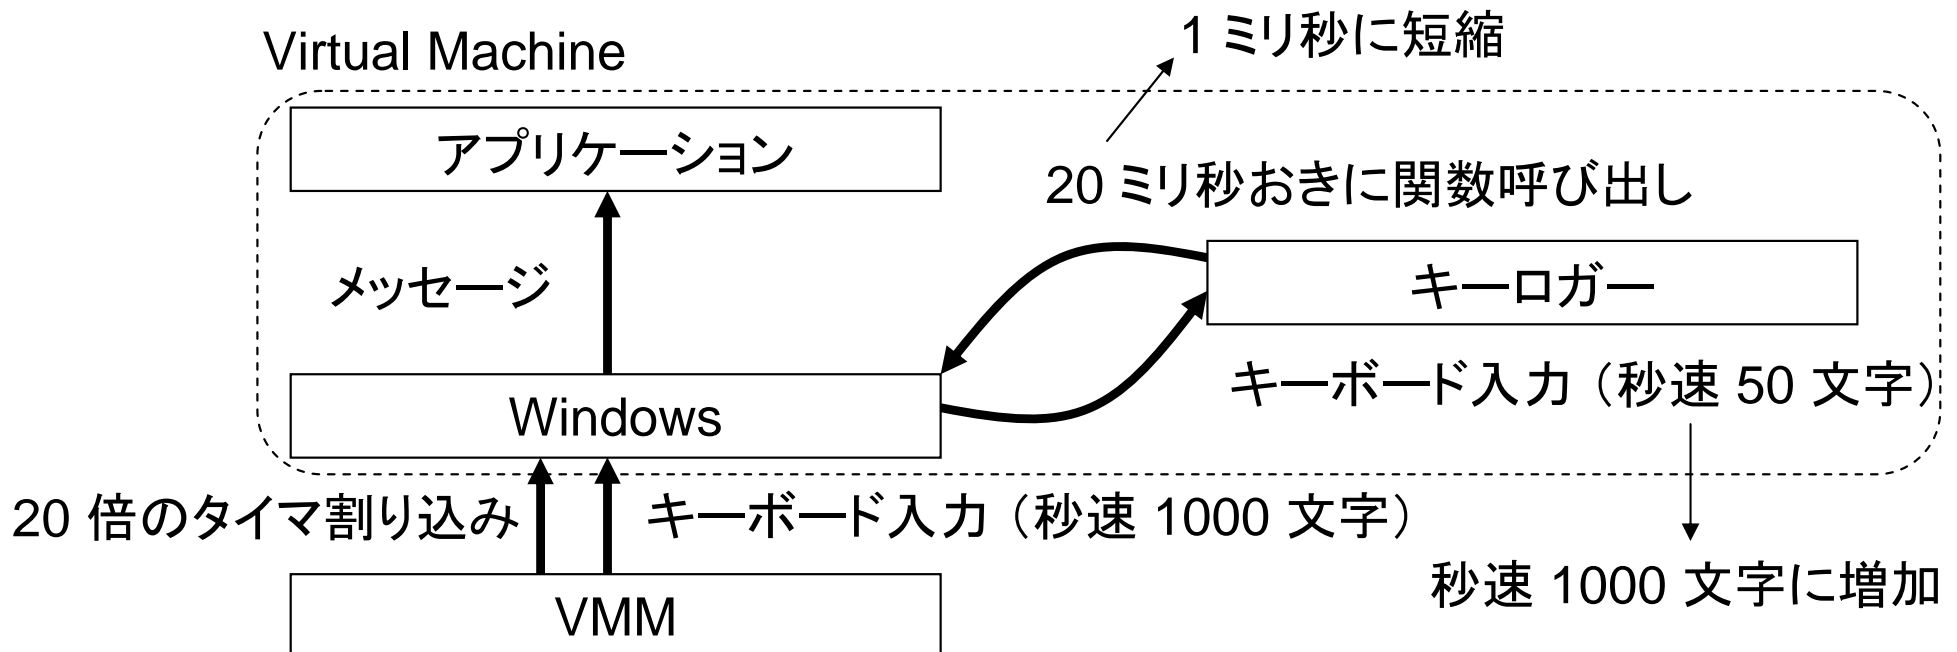 1 ミリ秒に短縮
Virtual Machine
アプリケーション
20 ミリ秒おきに関数呼び出し
メッセージ
キーロガー
キーボード入力（秒速 50 文字）
Windows
20 倍のタイマ割り込み
キーボード入力（秒速 1000 文字）
秒速 1000 文字に増加
VMM